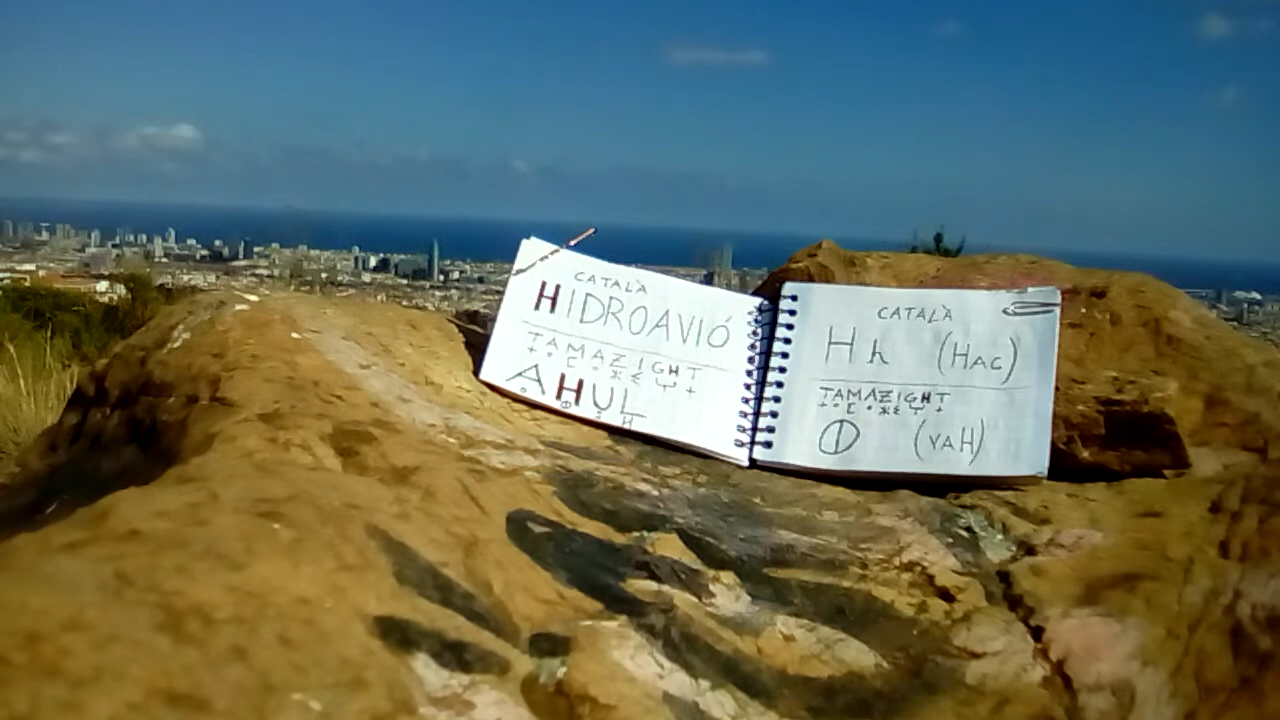 CATALÀ
HIDROAVIÓ
TAMAZIGHT
AHUL
CATALÀ
H h (HAC)
TAMAZIGHT
ⵀ (YAH)